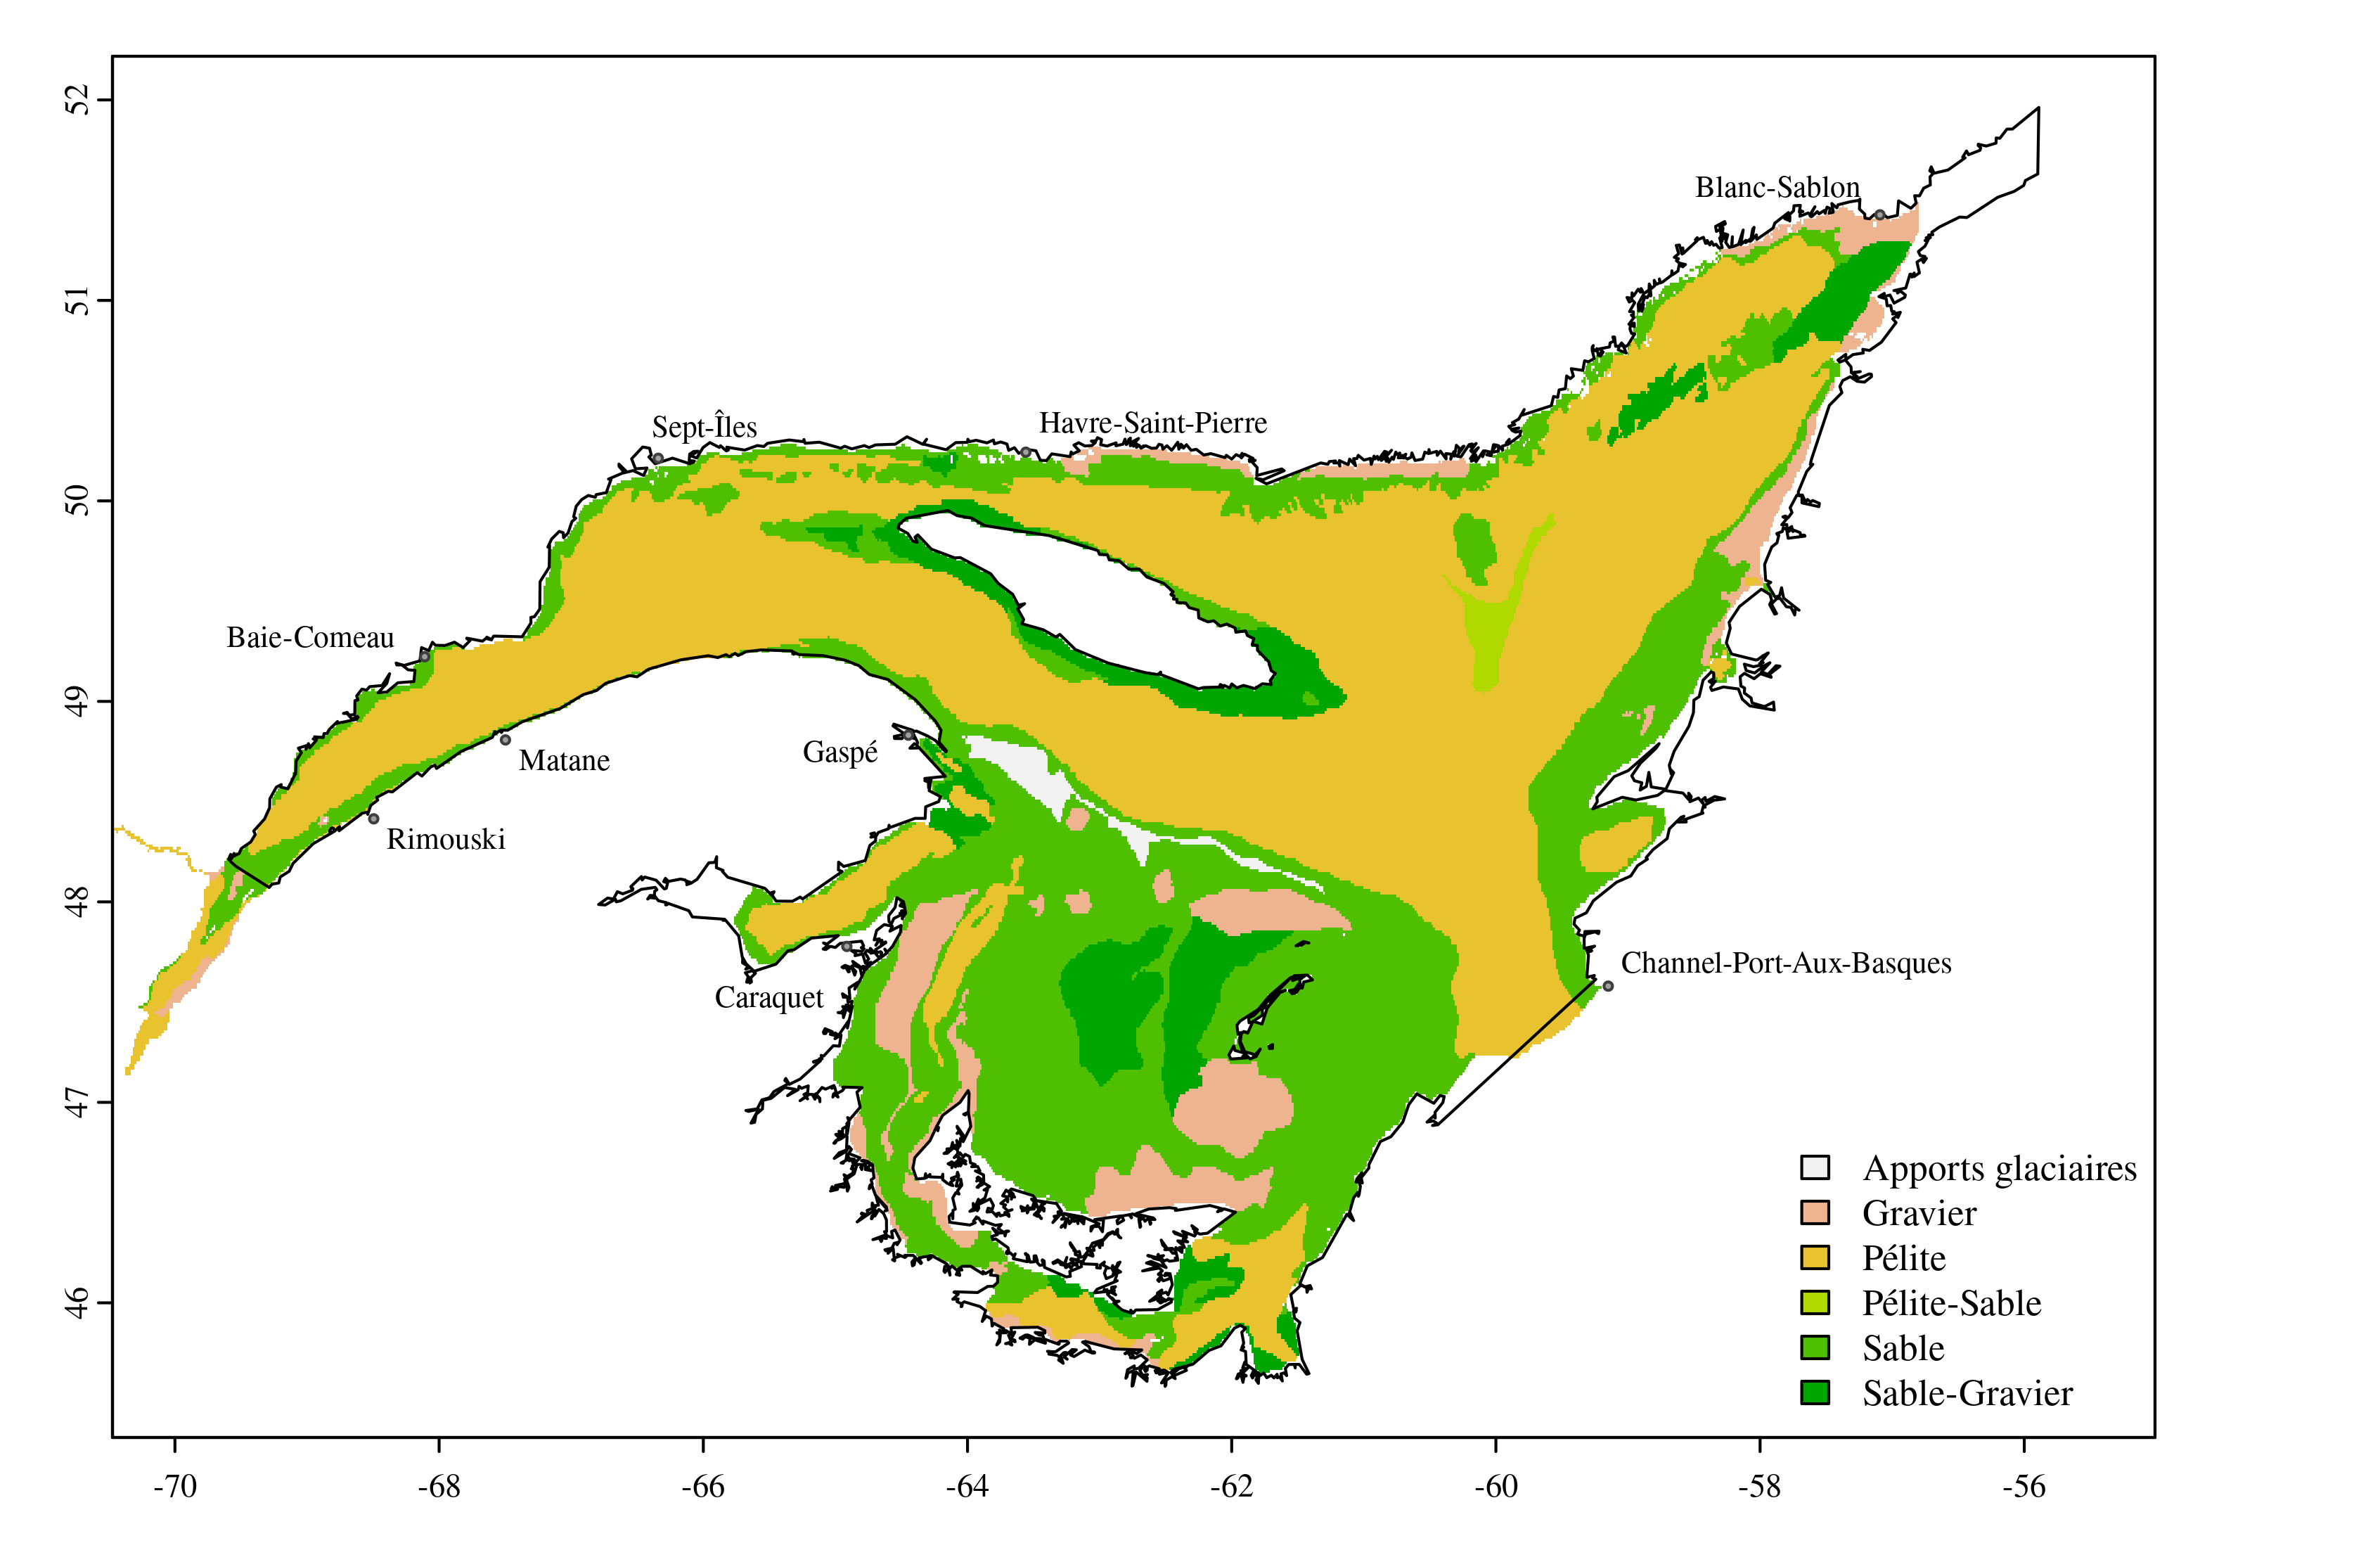 52
51
50
49
48
47
46
Blanc-Sablon
Sept-Îles
Havre-Saint-Pierre
Baie-Comeau
Matane
Gaspé
Rimouski
Channel-Port-Aux-Basques
Caraquet
Apports glaciaires
Gravier
Pélite
Pélite-Sable
Sable
Sable-Gravier
-70 -68 -66 -64 -62 -60 -58 -56